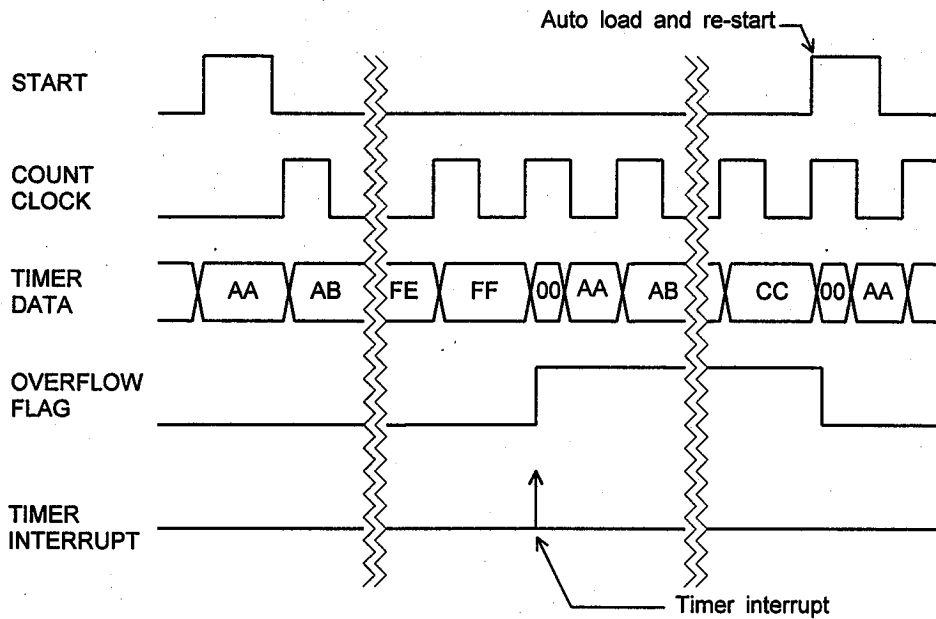 Auto load and re-start
START
COUNT
CLOCK
TIMER
DATA
AA
AB
FE
FF
00
AA
AB
CC
00
AA
OVERFLOW
FLAG
TIMER
INTERRUPT
Timer interrupt